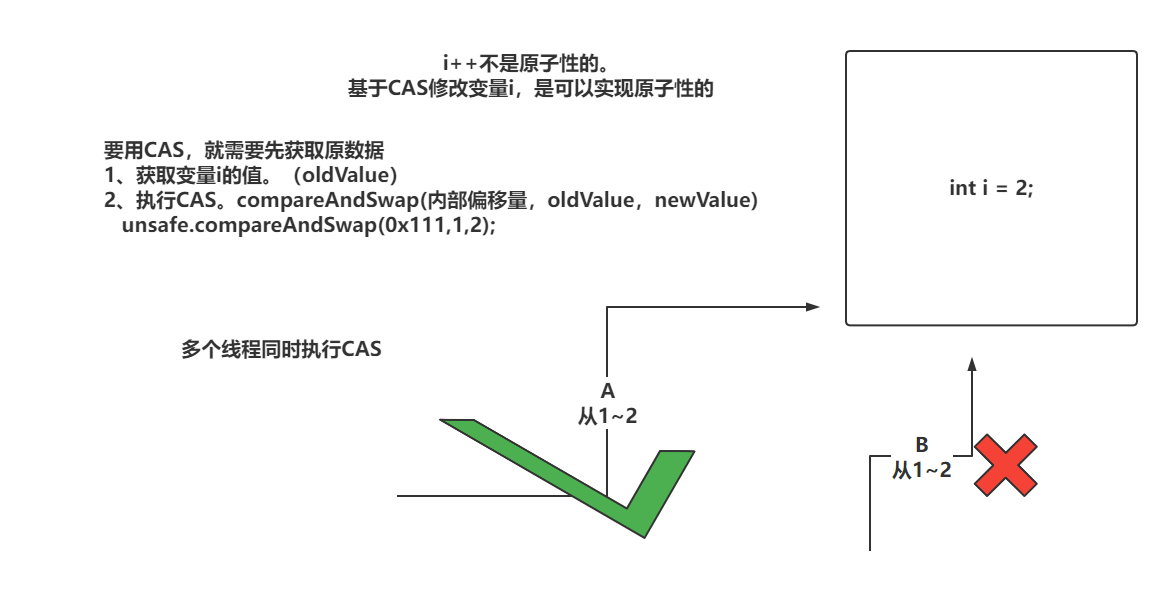 i++不是原子性的。
基于CAS修改变量i，是可以实现原子性的
要用CAS，就需要先获取原数据
1、获取变量i的值。（oldValue）
2、执行CAS。compareAndSwap(内部偏移量，oldValue，newValue)
unsafe.compareAndSwap(0x111,1,2);
int i = 2;
多个线程同时执行CAS
A
从1~2
B
从1~2